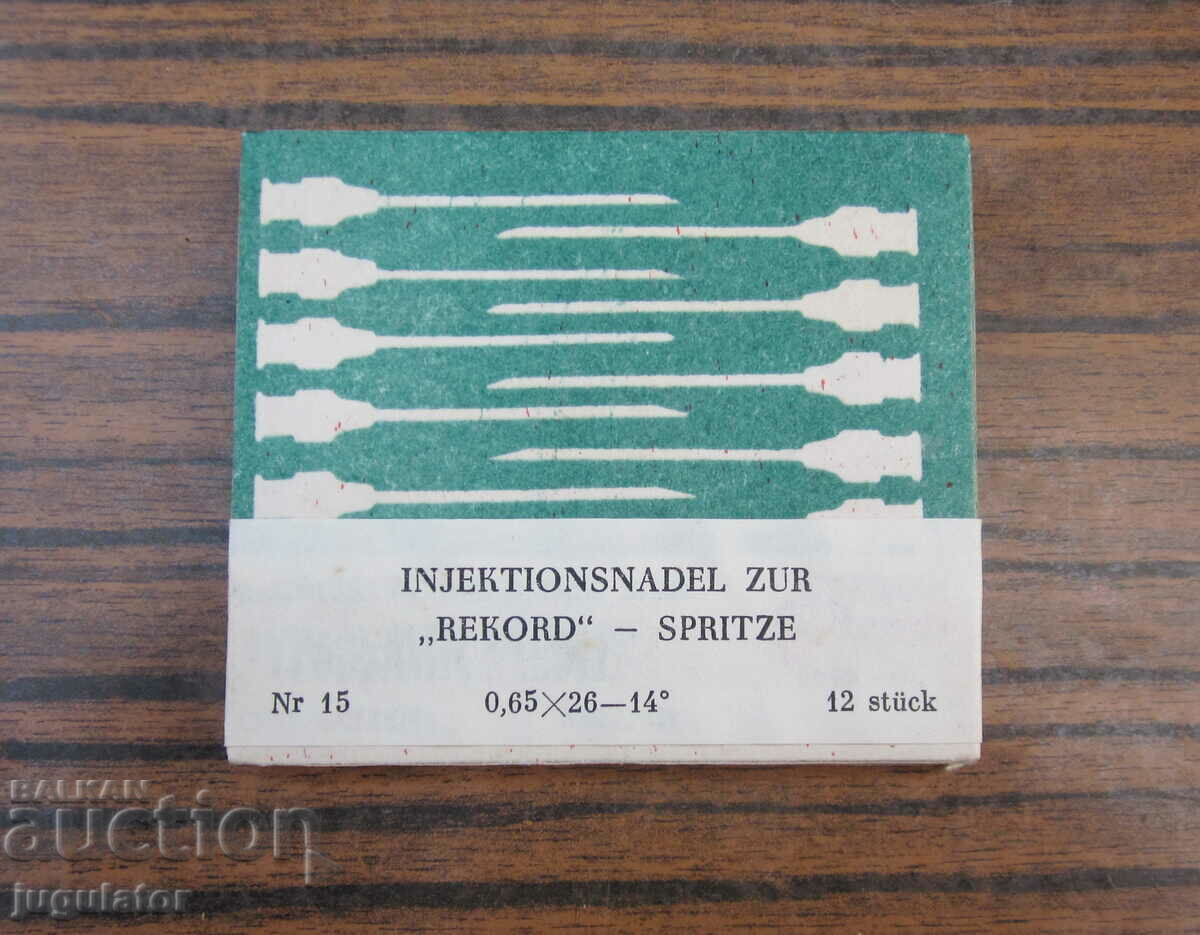 INJEKTIONSNADEL ZUR
„REKORD“ – SPRITZE
Nr 15 0,65×26—14° 12 stück
BALKAN
auction
jugulator